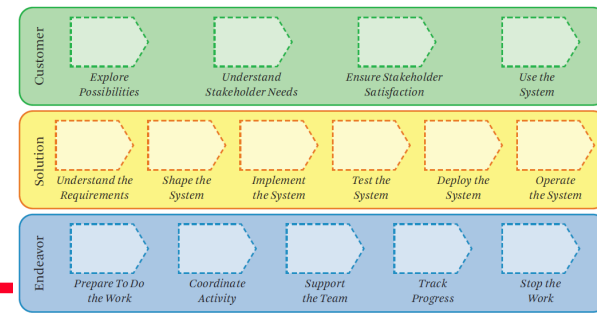 Customer
Explore
Possibilities
Understand
Stakeholder Needs
Ensure Stakeholder
Satisfaction
Use the
System
Solution
Understand the
Requirements
Shape the
System
Implement
the System
Test the
System
Deploy the
System
Operate
the System
Endeavor
Prepare To Do
the Work
Coordinate
Activity
Support
the Team
Track
Progress
Stop the
Work